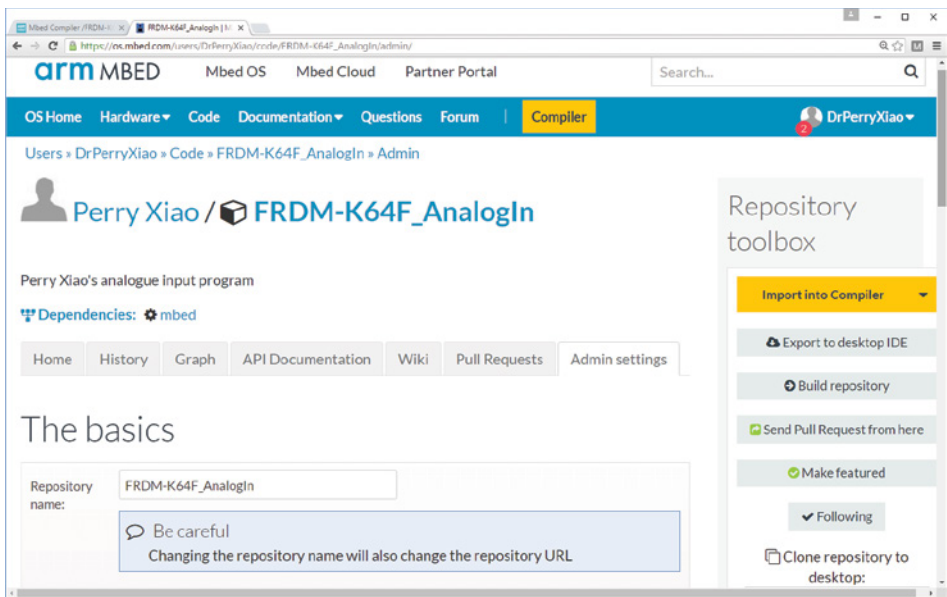 Mbed Compiler /FRDM-K
FRDM-K64F_AnalogIn | M
https://os.mbed.com/users/DrPerryXiao/code/FRDM-K64F_AnalogIn/admin/
arm MBED Mbed OS Mbed Cloud Partner Portal Search...
OS Home Hardware Code Documentation Questions Forum | Compiler 2 DrPerryXiao
Users » DrPerryXiao » Code » FRDM-K64F_AnalogIn » Admin
Perry Xiao / FRDM-K64F_AnalogIn
Perry Xiao's analogue input program
Dependencies: mbed
Home History Graph API Documentation Wiki Pull Requests Admin settings
The basics
Repository name:
FRDM-K64F_AnalogIn
Be careful
Changing the repository name will also change the repository URL
Repository
toolbox
Import into Compiler
Export to desktop IDE
Build repository
Send Pull Request from here
Make featured
Following
Clone repository to
desktop: